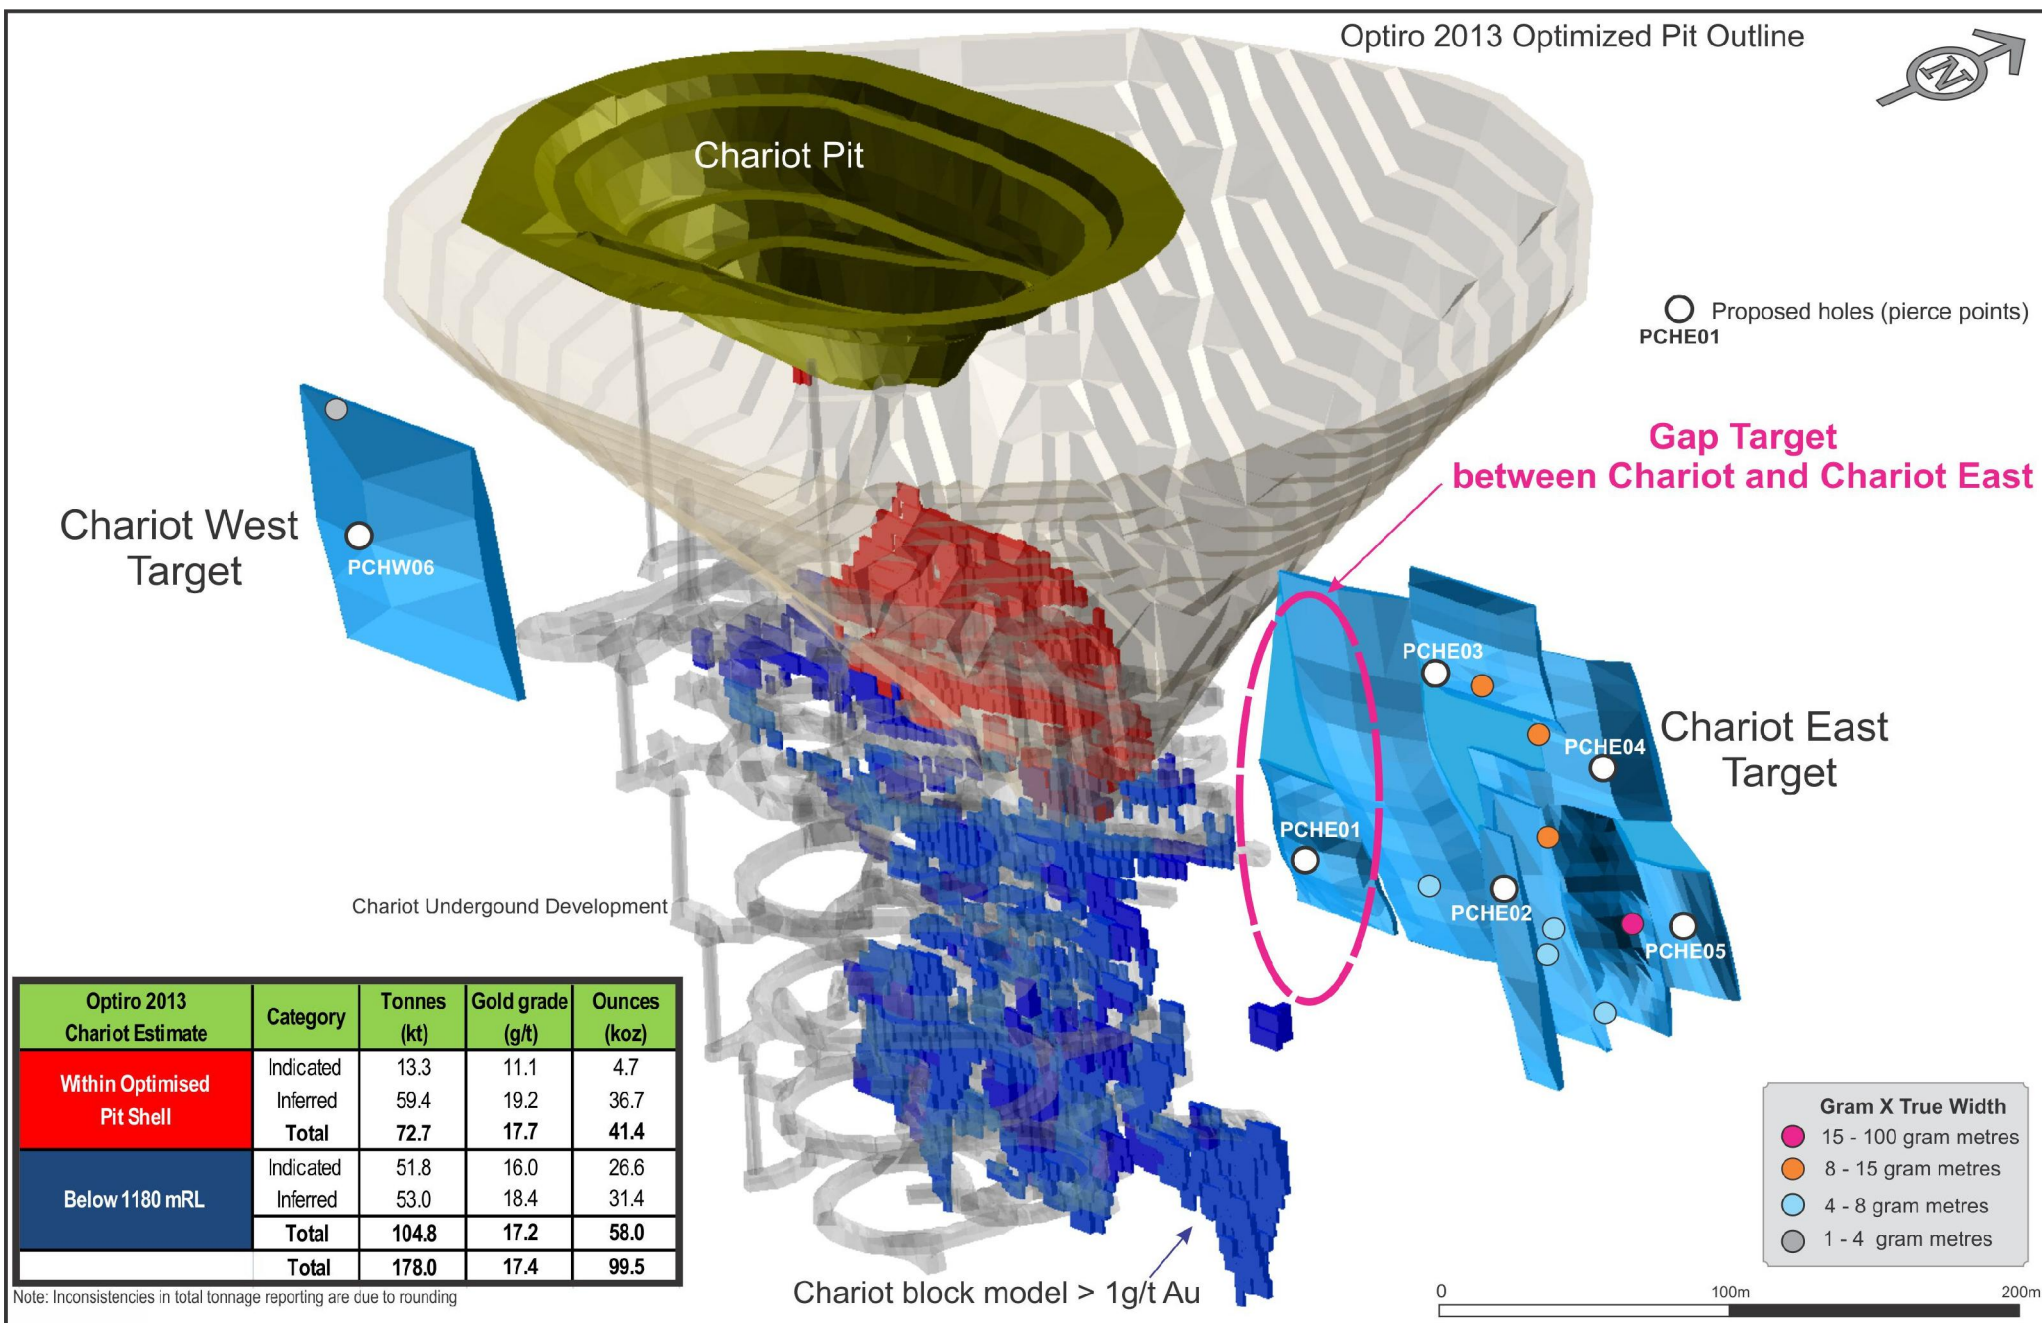 Optiro 2013 Optimized Pit Outline
N
Chariot Pit
Proposed holes (pierce points)
PCHE01
Gap Target
between Chariot and Chariot East
Chariot West
Target
PCHW06
PCHE03
PCHE04
Chariot East
Target
PCHE01
PCHE02
PCHE05
Chariot Undergound Development
Optiro 2013 Chariot Estimate | Category | Tonnes (kt) | Gold grade (g/t) | Ounces (koz)
Within Optimised Pit Shell | Indicated | 13.3 | 11.1 | 4.7
Inferred | 59.4 | 19.2 | 36.7
Total | 72.7 | 17.7 | 41.4
Below 1180 mRL | Indicated | 51.8 | 16.0 | 26.6
Inferred | 53.0 | 18.4 | 31.4
Total | 104.8 | 17.2 | 58.0
Total | 178.0 | 17.4 | 99.5
Note: Inconsistencies in total tonnage reporting are due to rounding
Chariot block model > 1g/t Au
Gram X True Width
15 - 100 gram metres
8 - 15 gram metres
4 - 8 gram metres
1 - 4 gram metres
0 100m 200m